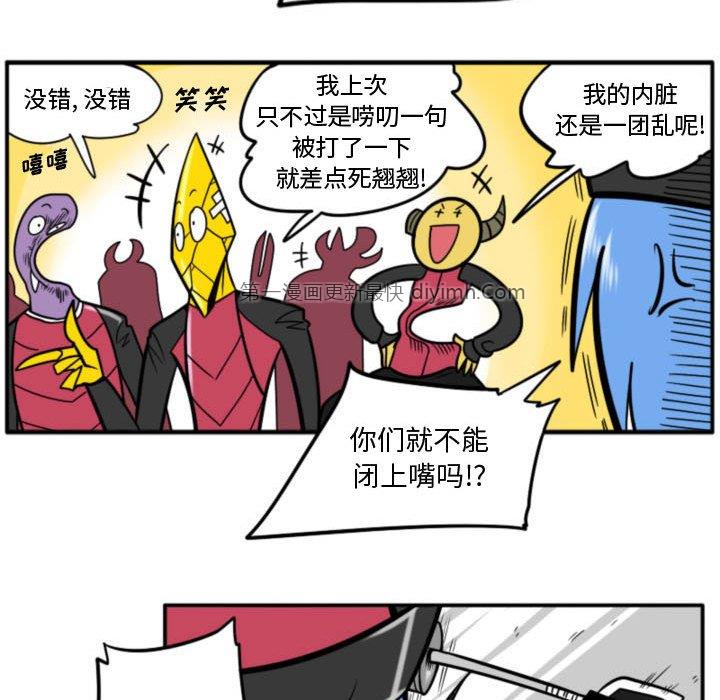 没错, 没错
嘻嘻
笑笑
我上次
只不过是唠叨一句
被打了一下
就差点死翘翘!
我的内脏
还是一团乱呢!
第一漫画更新最快 diyimh.Com
你们就不能
闭上嘴吗!?